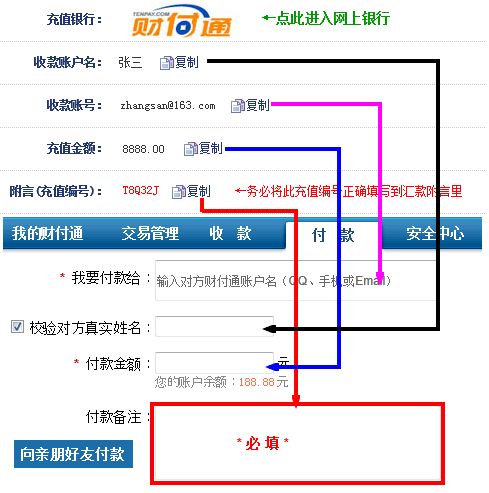 充值银行： TENPAY.COM 财付通 ←点此进入网上银行
收款账户名： 张三 复制
收款账号： zhangsan@163.com 复制
充值金额： 8888.00 复制
附言(充值编号)： T8Q32J 复制 ←务必将此充值编号正确填写到汇款附言里
我的财付通 交易管理 收 款 付 款 安全中心
* 我要付款给： 输入对方财付通账户名（QQ、手机或Email）
校验对方真实姓名：
* 付款金额： 元
您的账户余额：188.88 元
付款备注： *必填*
向亲朋好友付款